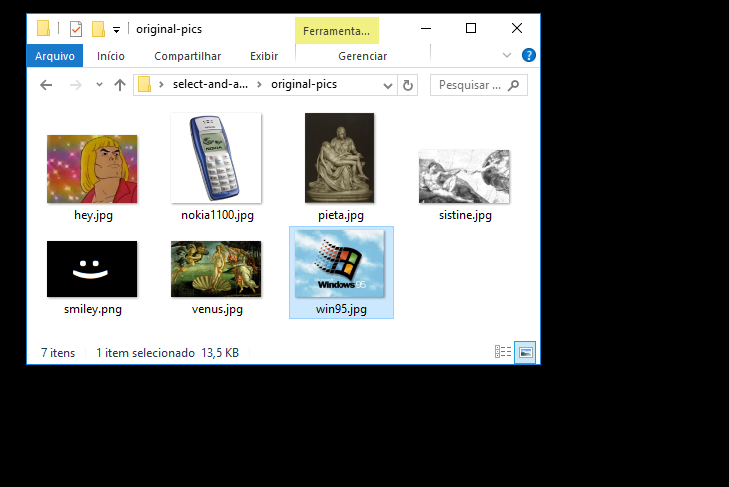 original-pics
Ferramenta...
Arquivo Início Compartilhar Exibir Gerenciar
select-and-a... original-pics Pesquisar ...
NOKIA
Windows 95
hey.jpg nokia1100.jpg pieta.jpg sistine.jpg
smiley.png venus.jpg win95.jpg
7 itens 1 item selecionado 13,5 KB